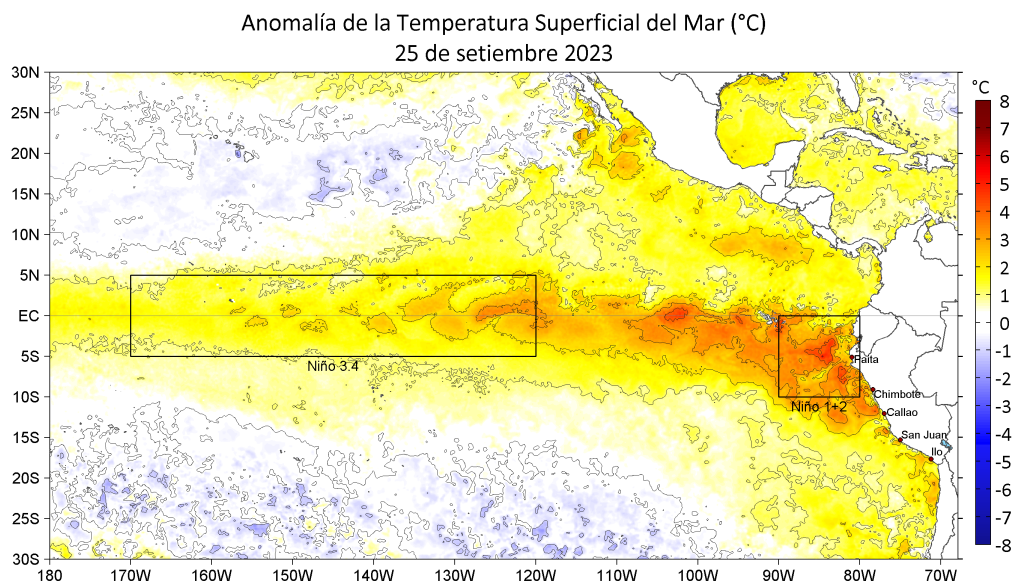 Anomalía de la Temperatura Superficial del Mar (°C)
25 de setiembre 2023
30N
25N
20N
15N
10N
5N
EC
5S
10S
15S
20S
25S
30S
180
170W
160W
150W
140W
130W
120W
110W
100W
90W
80W
70W
Niño 3.4
Niño 1+2
Paita
Chimbote
Callao
San Juan
Ilo
°C
8
7
6
5
4
3
2
1
0
-1
-2
-3
-4
-5
-6
-7
-8